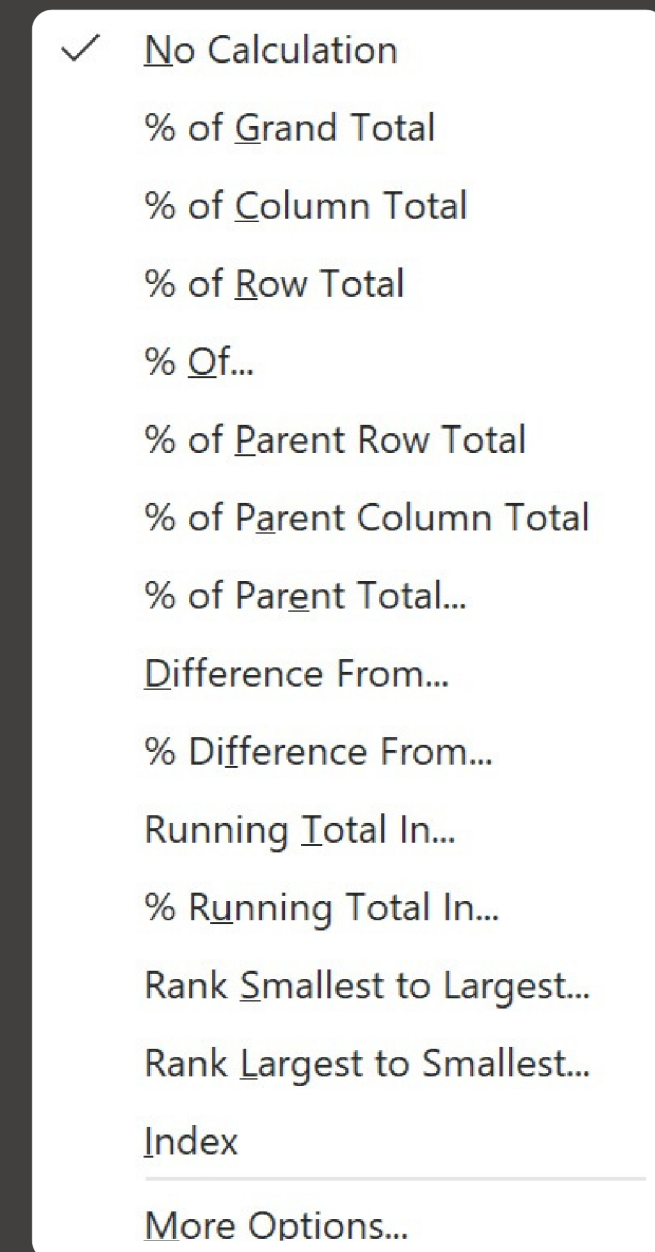 No Calculation
% of Grand Total
% of Column Total
% of Row Total
% Of...
% of Parent Row Total
% of Parent Column Total
% of Parent Total...
Difference From...
% Difference From...
Running Total In...
% Running Total In...
Rank Smallest to Largest...
Rank Largest to Smallest...
Index
More Options...